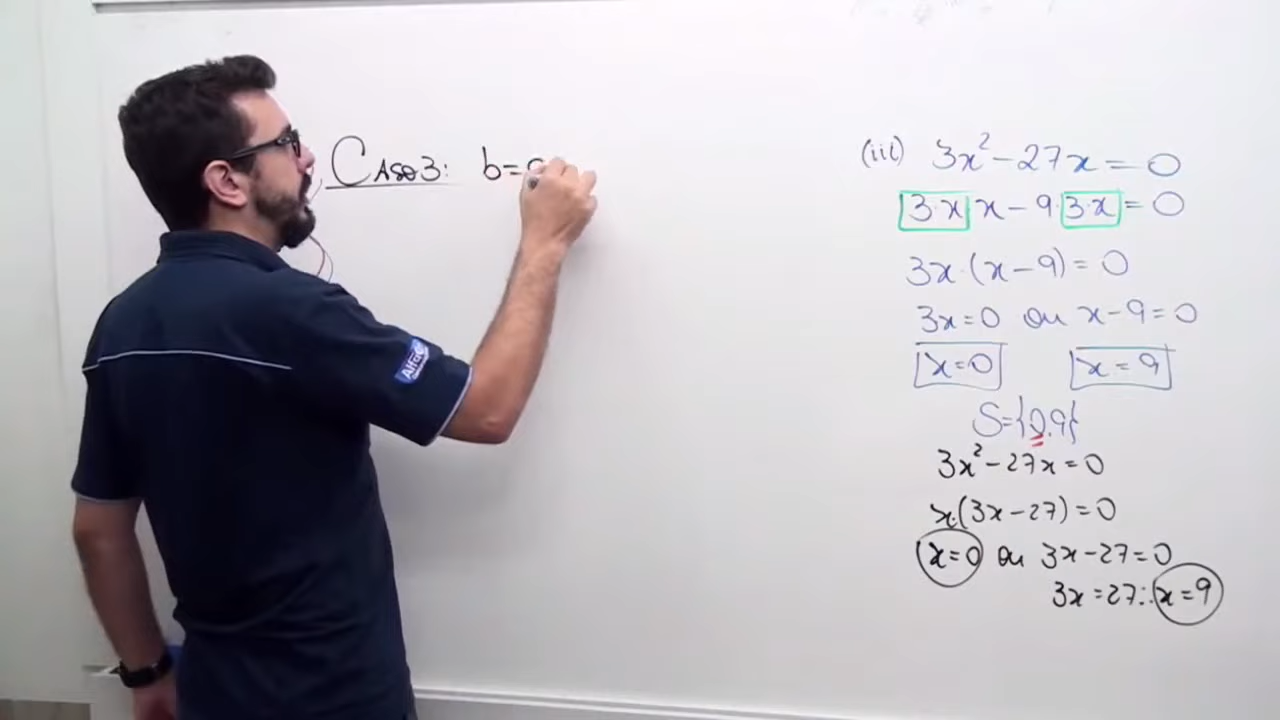 Caso 3: b=
(iii) 3x² - 27x = 0
3·x x - 9 3·x = 0
3x·(x-9) = 0
3x = 0 ou x-9 = 0
x=0 x=9
S={0,9}
3x² - 27x = 0
x(3x-27) = 0
x=0 ou 3x-27=0
3x=27∴x=9
Alfa